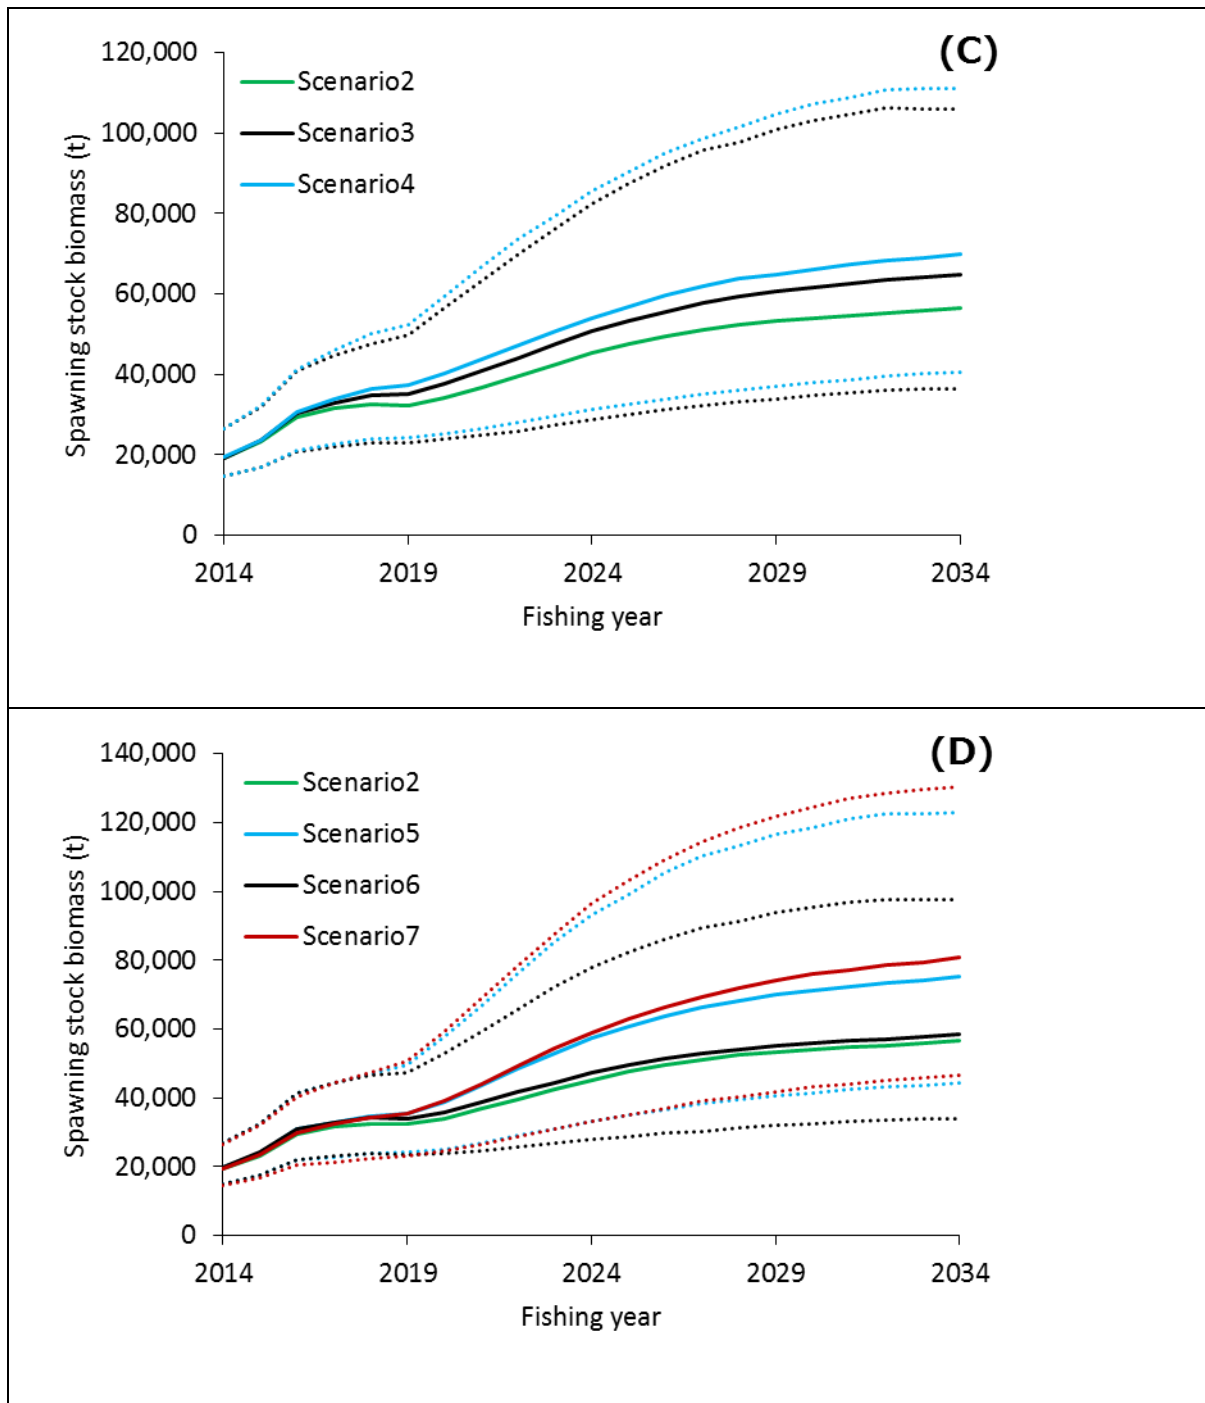 (C)
120,000
100,000
80,000
60,000
40,000
20,000
0
Spawning stock biomass (t)
Scenario2
Scenario3
Scenario4
2014 2019 2024 2029 2034
Fishing year
(D)
140,000
120,000
100,000
80,000
60,000
40,000
20,000
0
Spawning stock biomass (t)
Scenario2
Scenario5
Scenario6
Scenario7
2014 2019 2024 2029 2034
Fishing year